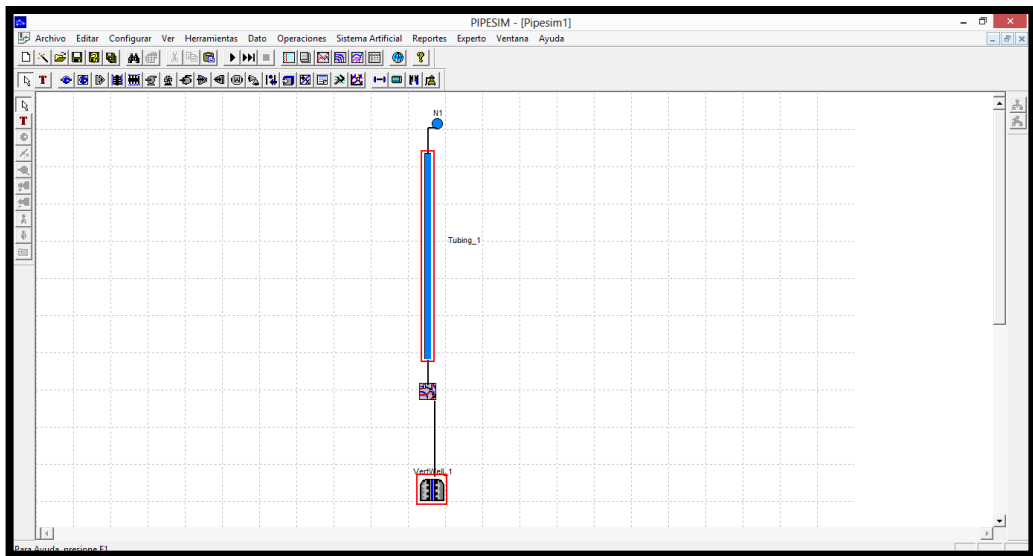 PIPESIM - [Pipesim1]
Archivo Editar Configurar Ver Herramientas Dato Operaciones Sistema Artificial Reportes Experto Ventana Ayuda
T
T
N1
Tubing_1
VertWell_1
Para Ayuda, presione F1